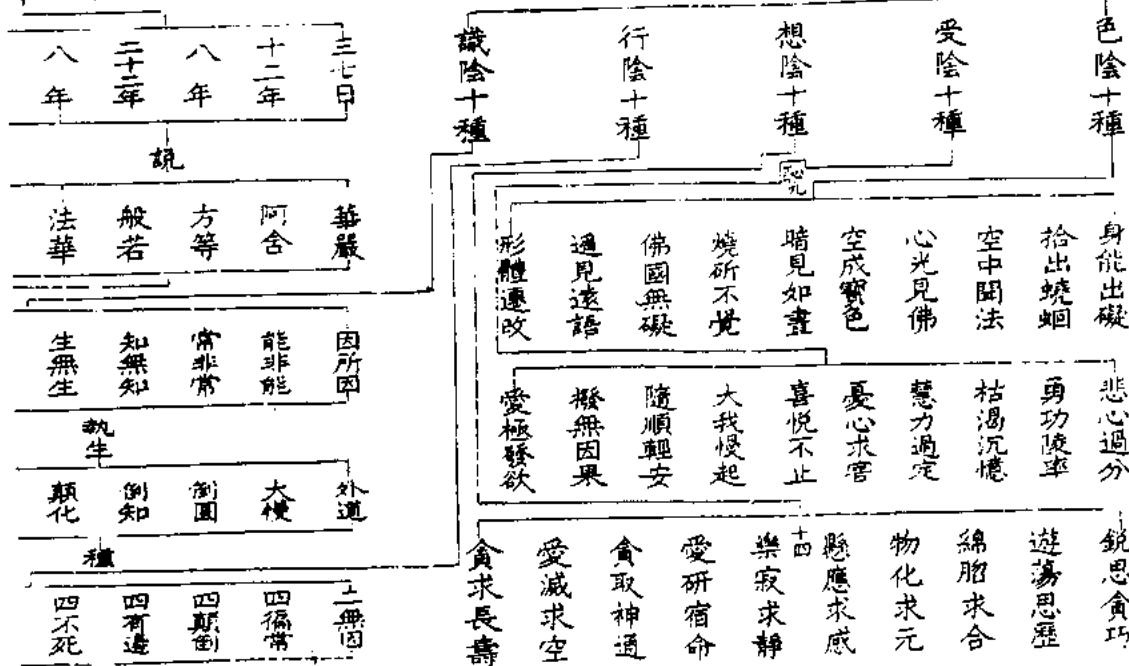 色陰十種
受陰十種
想陰十種
行陰十種
識陰十種
身能出礙
拾出蟯蛔
空中聞法
心光見佛
空成寶色
暗見如晝
燒斫不覺
佛國無礙
遇見遠語
形體遷改
悲心過分
勇功陵率
枯渴沉憶
慧力過定
憂心求害
喜悅不止
大我慢起
隨順輕安
撥無因果
愛極發欲
銳思貪巧
遊蕩思歷
綿䐇求合
物化求元
懸應求感
十四
樂寂求靜
愛研宿命
貪取神通
愛滅求空
貪求長壽
三七日
十二年
八年
二十二年
八年
說
華嚴
阿含
方等
般若
法華
因所因
能非能
常非常
知無知
生無生
執生
外道
大慢
倒圓
倒知
顛化
種
二無因
四徧常
四顛倒
四有邊
四不死